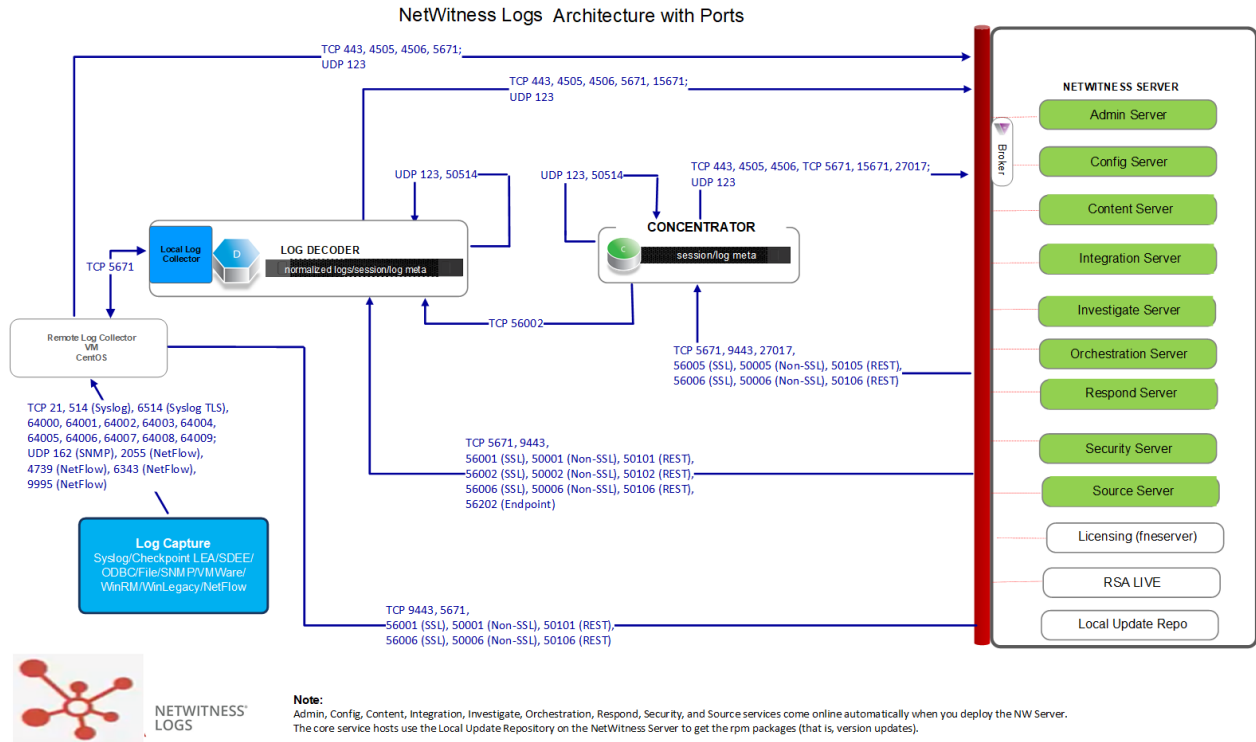 NetWitness Logs Architecture with Ports
TCP 443, 4505, 4506, 5671;
UDP 123
TCP 443, 4505, 4506, 5671, 15671;
UDP 123
NETWITNESS SERVER
Admin Server
Broker
Config Server
UDP 123, 50514
UDP 123, 50514
TCP 443, 4505, 4506, TCP 5671, 15671, 27017;
UDP 123
Content Server
Local Log
Collector
D
LOG DECODER
normalized logs/session/log meta
CONCENTRATOR
C
session/log meta
Integration Server
TCP 5671
Investigate Server
TCP 56002
Remote Log Collector
VM
CentOS
TCP 5671, 9443, 27017,
56005 (SSL), 50005 (Non-SSL), 50105 (REST),
56006 (SSL), 50006 (Non-SSL), 50106 (REST)
Orchestration Server
Respond Server
TCP 21, 514 (Syslog), 6514 (Syslog TLS),
64000, 64001, 64002, 64003, 64004,
64005, 64006, 64007, 64008, 64009;
UDP 162 (SNMP), 2055 (NetFlow),
4739 (NetFlow), 6343 (NetFlow),
9995 (NetFlow)
TCP 5671, 9443,
56001 (SSL), 50001 (Non-SSL), 50101 (REST),
56002 (SSL), 50002 (Non-SSL), 50102 (REST),
56006 (SSL), 50006 (Non-SSL), 50106 (REST),
56202 (Endpoint)
Security Server
Source Server
Log Capture
Syslog/Checkpoint LEA/SDEE/
ODBC/File/SNMP/VMWare/
WinRM/WinLegacy/NetFlow
Licensing (fneserver)
RSA LIVE
TCP 9443, 5671,
56001 (SSL), 50001 (Non-SSL), 50101 (REST),
56006 (SSL), 50006 (Non-SSL), 50106 (REST)
Local Update Repo
NETWITNESS®
LOGS
Note:
Admin, Config, Content, Integration, Investigate, Orchestration, Respond, Security, and Source services come online automatically when you deploy the NW Server.
The core service hosts use the Local Update Repository on the NetWitness Server to get the rpm packages (that is, version updates).